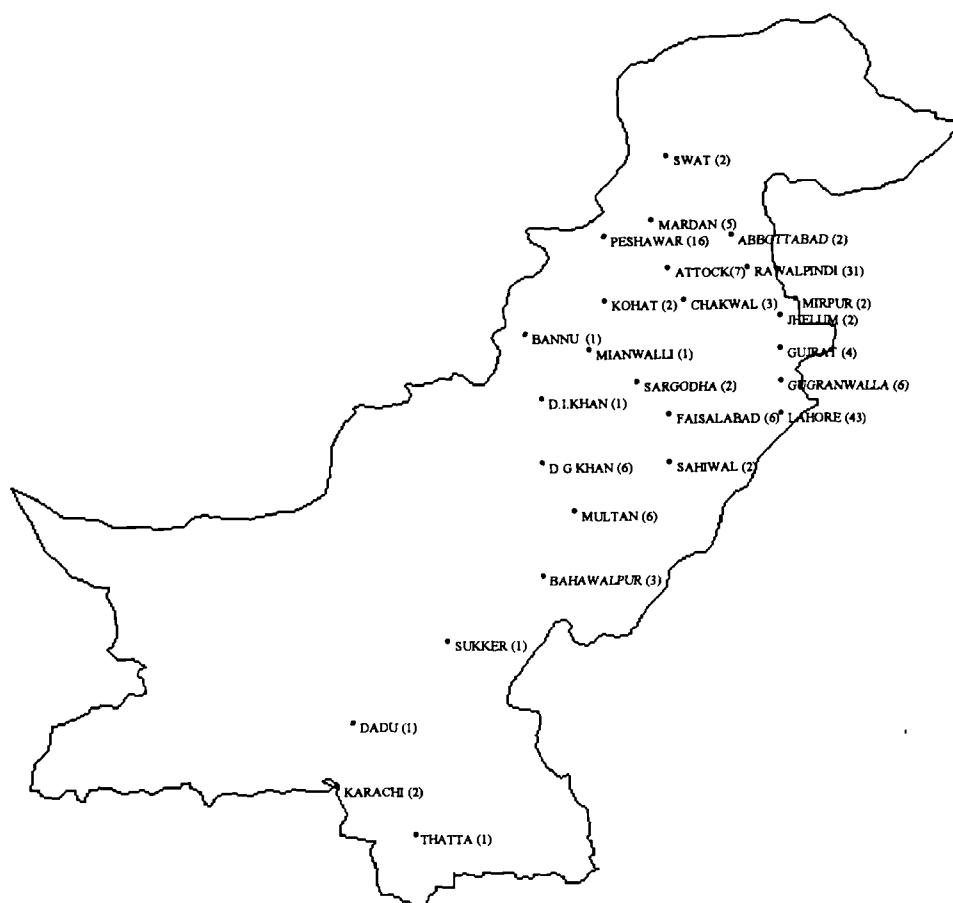 SWAT (2)
MARDAN (5)
PESHAWAR (16)
ABBOTTABAD (2)
ATTOCK(7)
RAWALPINDI (31)
KOHAT (2)
CHAKWAL (3)
MIRPUR (2)
JHELUM (2)
BANNU (1)
MIANWALLI (1)
GUJRAT (4)
SARGODHA (2)
GUGRANWALLA (6)
D.I.KHAN (1)
FAISALABAD (6)
LAHORE (43)
D G KHAN (6)
SAHIWAL (2)
MULTAN (6)
BAHAWALPUR (3)
SUKKER (1)
DADU (1)
KARACHI (2)
THATTA (1)